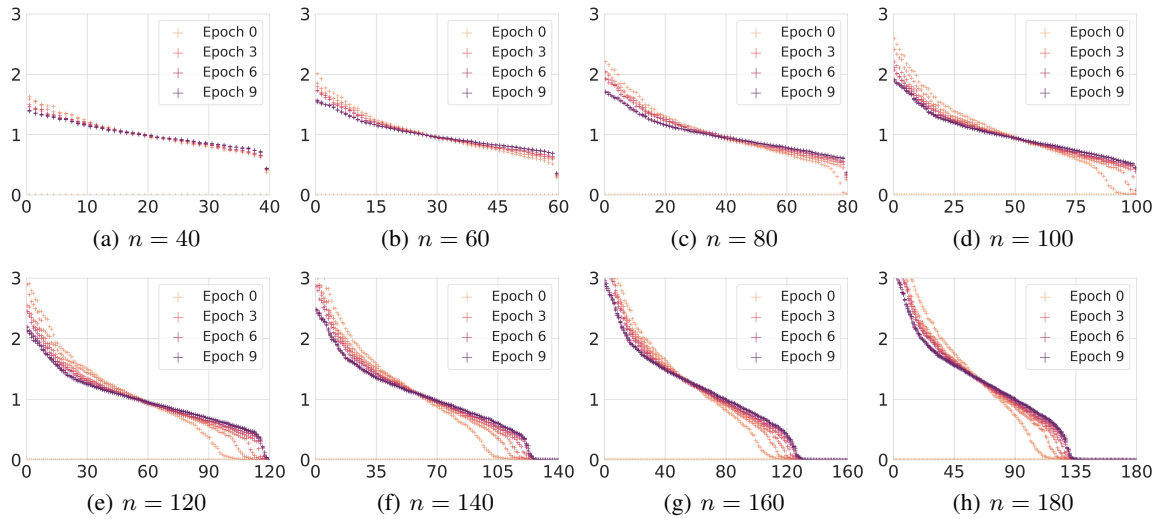 3
2
1
0
0 10 20 30 40
Epoch 0
Epoch 3
Epoch 6
Epoch 9
(a) n = 40
3
2
1
0
0 15 30 45 60
Epoch 0
Epoch 3
Epoch 6
Epoch 9
(b) n = 60
3
2
1
0
0 20 40 60 80
Epoch 0
Epoch 3
Epoch 6
Epoch 9
(c) n = 80
3
2
1
0
0 25 50 75 100
Epoch 0
Epoch 3
Epoch 6
Epoch 9
(d) n = 100
3
2
1
0
0 30 60 90 120
Epoch 0
Epoch 3
Epoch 6
Epoch 9
(e) n = 120
3
2
1
0
0 35 70 105 140
Epoch 0
Epoch 3
Epoch 6
Epoch 9
(f) n = 140
3
2
1
0
0 40 80 120 160
Epoch 0
Epoch 3
Epoch 6
Epoch 9
(g) n = 160
3
2
1
0
0 45 90 135 180
Epoch 0
Epoch 3
Epoch 6
Epoch 9
(h) n = 180